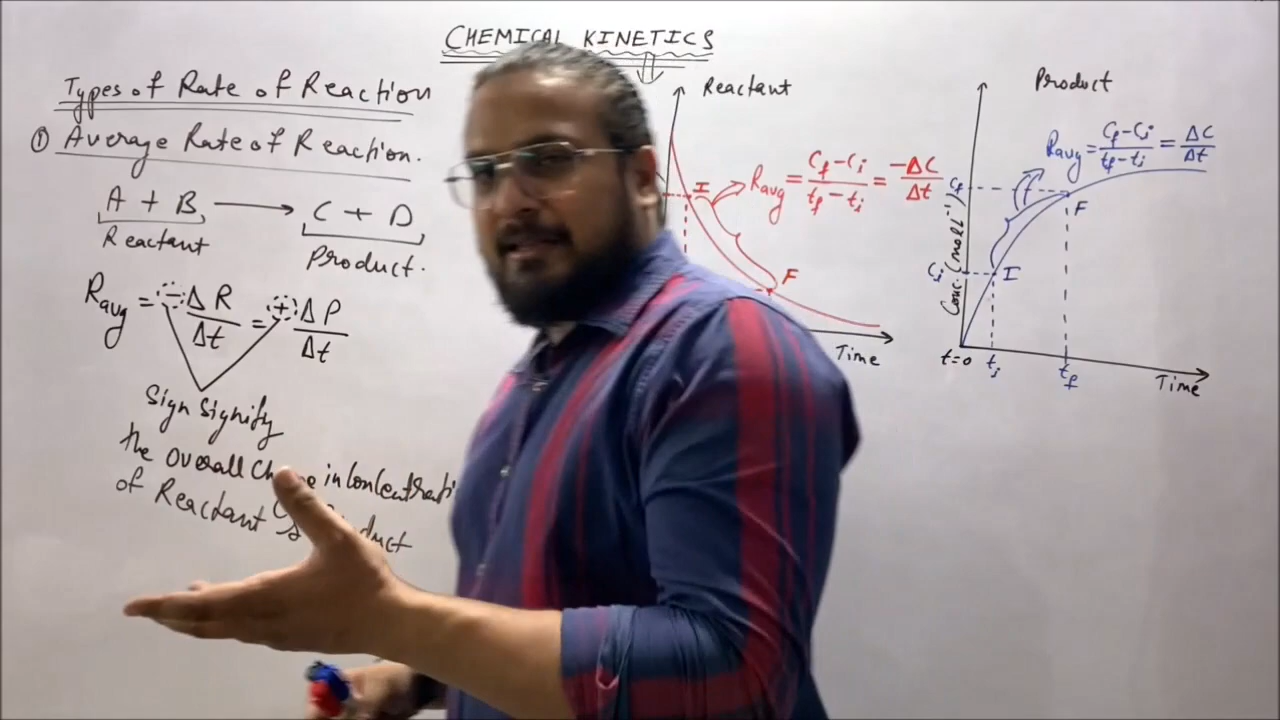 CHEMICAL KINETICS
Types of Rate of Reaction
① Average Rate of Reaction.
A + B ⟶ C + D
Reactant
Product.
Ravg = -ΔR/Δt = +ΔP/Δt
Sign Signify
the overall in Concentrati
of Reactant
Reactant
I
Ravg = Cf-Ci/tf-ti = -ΔC/Δt
F
Time
Product
Ravg = Cf-Ci/tf-ti = ΔC/Δt
Conc. (mol L⁻¹)
Cf
F
Ci
I
t=0
ti
tf
Time